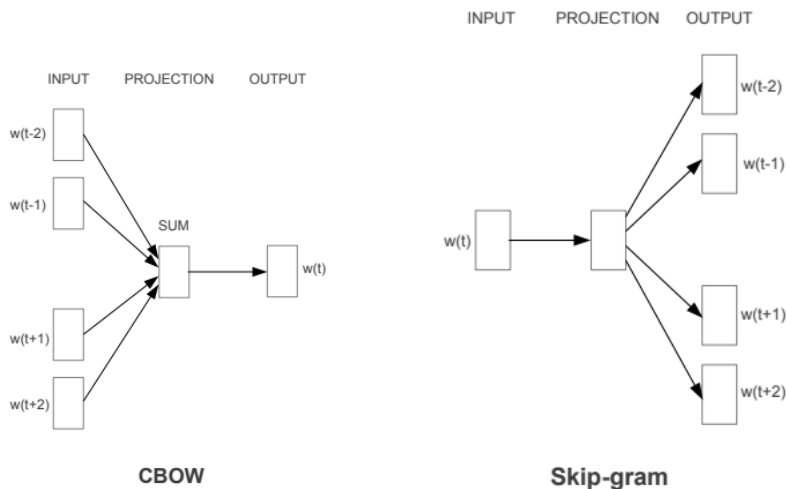 INPUT PROJECTION OUTPUT
w(t-2)
w(t-1)
SUM
w(t)
w(t+1)
w(t+2)
CBOW
INPUT PROJECTION OUTPUT
w(t-2)
w(t-1)
w(t)
w(t+1)
w(t+2)
Skip-gram